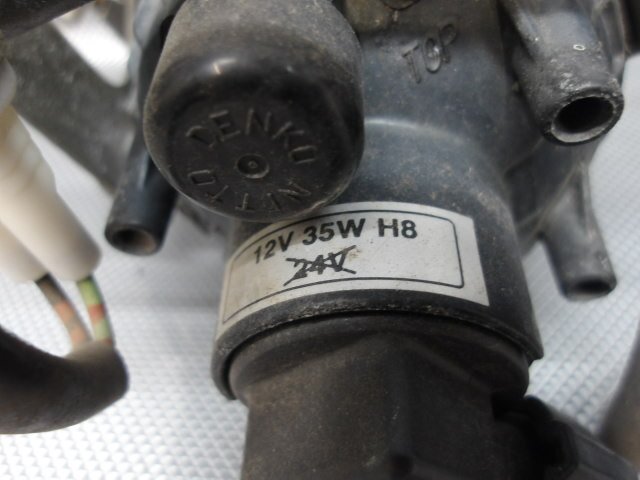 TOP
NITTO DENKO
12V 35W H8
24V